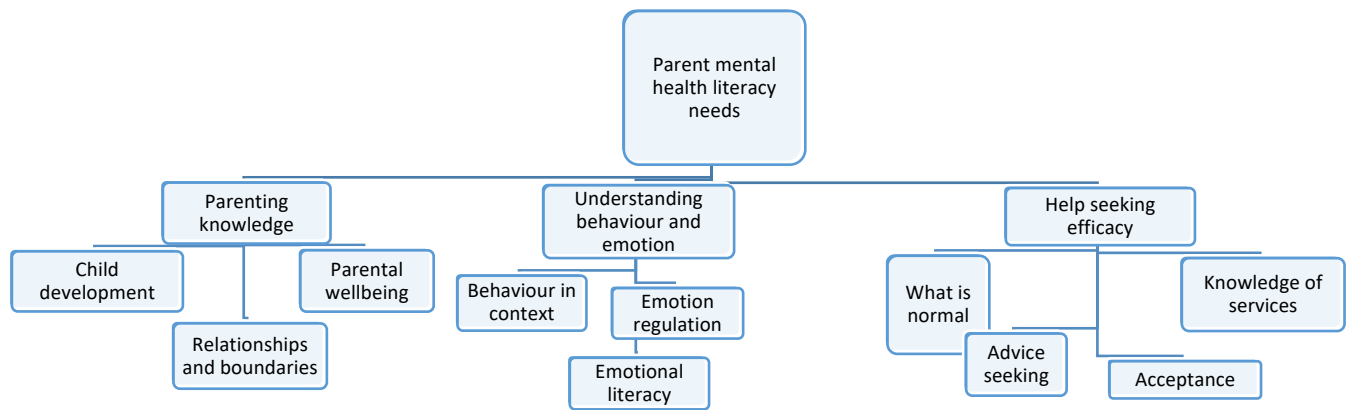 Parent mental
health literacy
needs
Parenting
knowledge
Understanding
behaviour and
emotion
Help seeking
efficacy
Child
development
Parental
wellbeing
Relationships
and boundaries
Behaviour in
context
Emotion
regulation
Emotional
literacy
What is
normal
Knowledge of
services
Advice
seeking
Acceptance